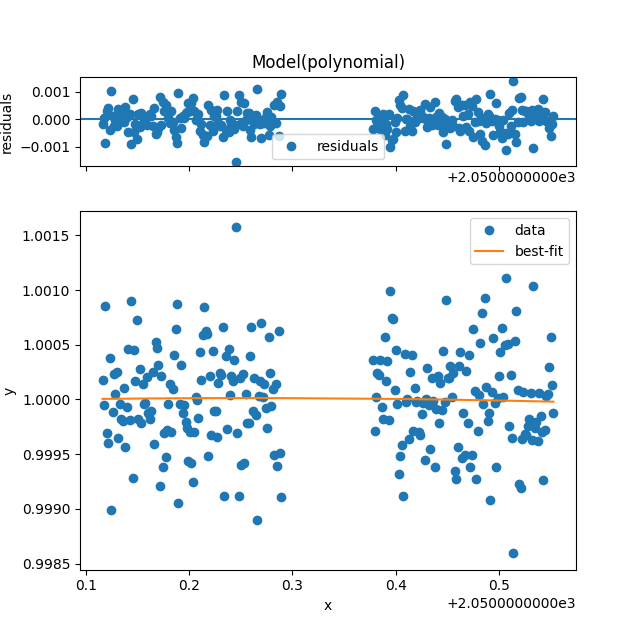 Model(polynomial)
0.001
0.000
−0.001
residuals
residuals
+2.0500000000e3
1.0015
1.0010
1.0005
1.0000
0.9995
0.9990
0.9985
y
data
best-fit
0.1
0.2
0.3
0.4
0.5
x
+2.0500000000e3